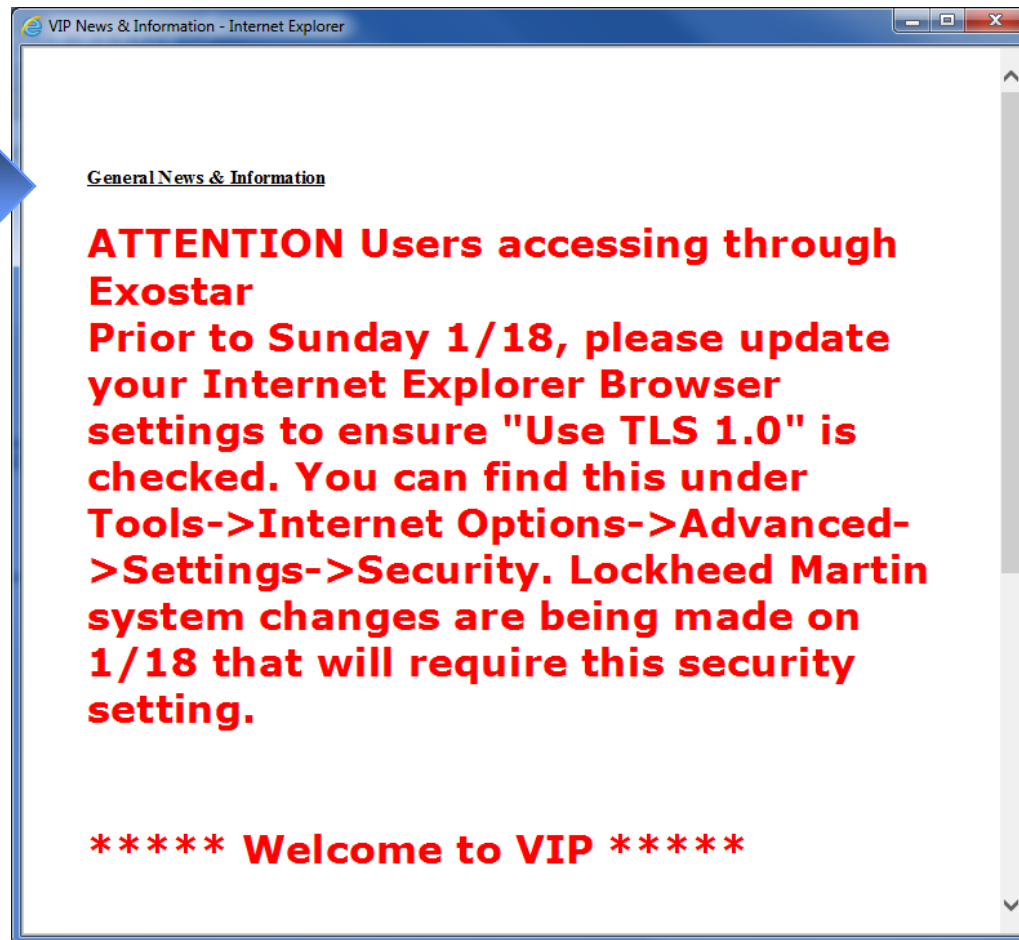 VIP News & Information - Internet Explorer
General News & Information
ATTENTION Users accessing through
Exostar
Prior to Sunday 1/18, please update
your Internet Explorer Browser
settings to ensure "Use TLS 1.0" is
checked. You can find this under
Tools->Internet Options->Advanced-
>Settings->Security. Lockheed Martin
system changes are being made on
1/18 that will require this security
setting.
***** Welcome to VIP *****